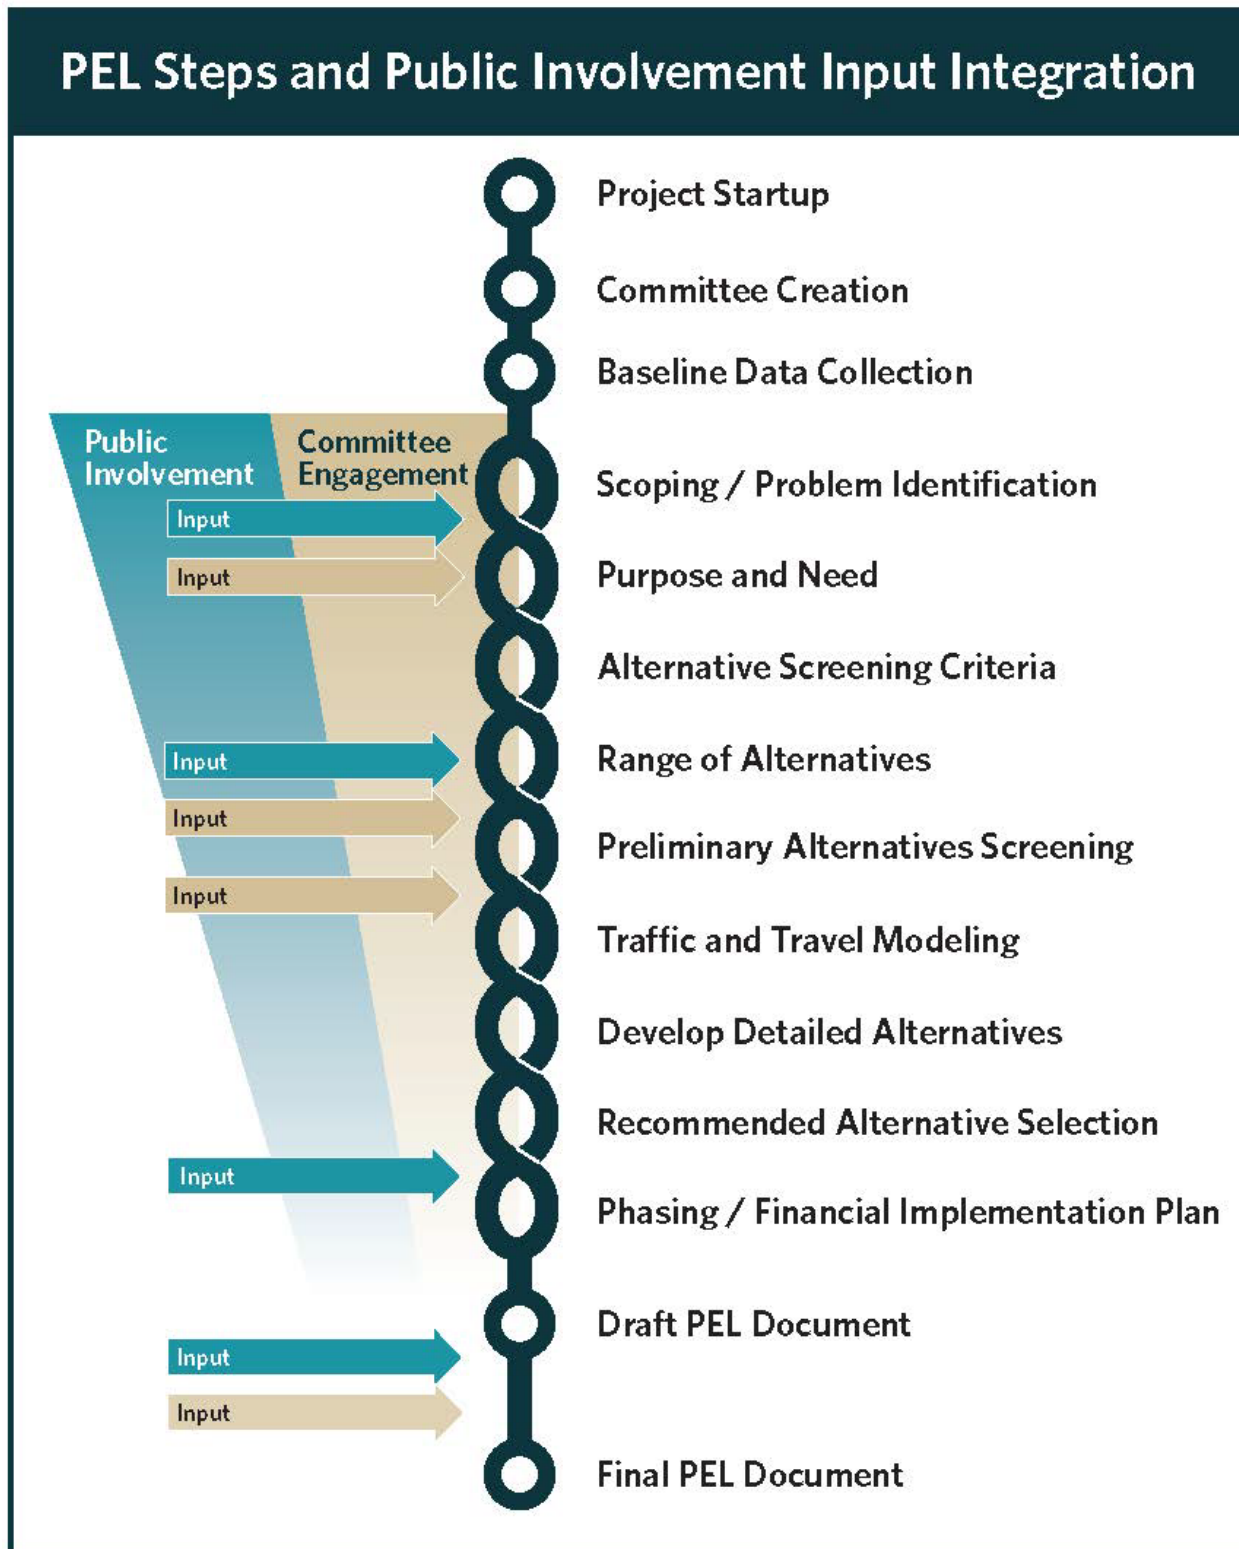 PEL Steps and Public Involvement Input Integration
Project Startup
Committee Creation
Baseline Data Collection
Public
Involvement
Committee
Engagement
Scoping / Problem Identification
Input
Purpose and Need
Input
Alternative Screening Criteria
Range of Alternatives
Input
Input
Preliminary Alternatives Screening
Input
Traffic and Travel Modeling
Develop Detailed Alternatives
Recommended Alternative Selection
Input
Phasing / Financial Implementation Plan
Draft PEL Document
Input
Input
Final PEL Document